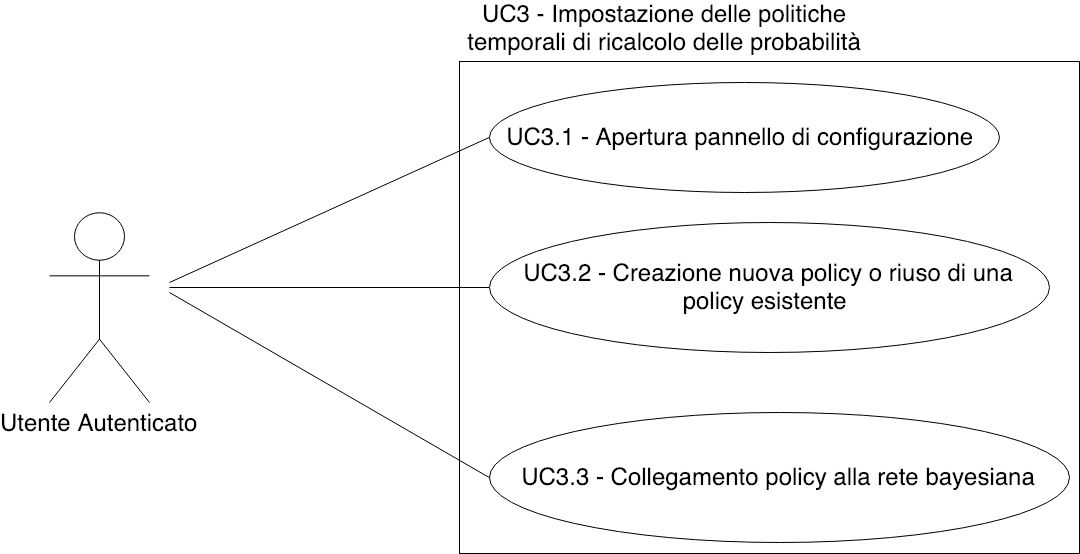 UC3 - Impostazione delle politiche
temporali di ricalcolo delle probabilità
UC3.1 - Apertura pannello di configurazione
UC3.2 - Creazione nuova policy o riuso di una
policy esistente
Utente Autenticato
UC3.3 - Collegamento policy alla rete bayesiana